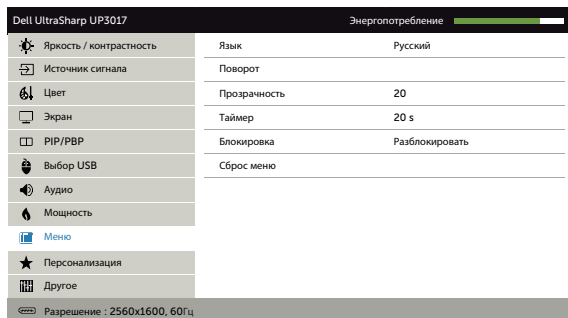 Dell UltraSharp UP3017 Энергопотребление
Яркость / контрастность Язык Русский
Источник сигнала Поворот
Цвет Прозрачность 20
Экран Таймер 20 s
PIP/PBP Блокировка Разблокировать
Выбор USB Сброс меню
Аудио
Мощность
Меню
Персонализация
Другое
Разрешение : 2560x1600, 60Гц